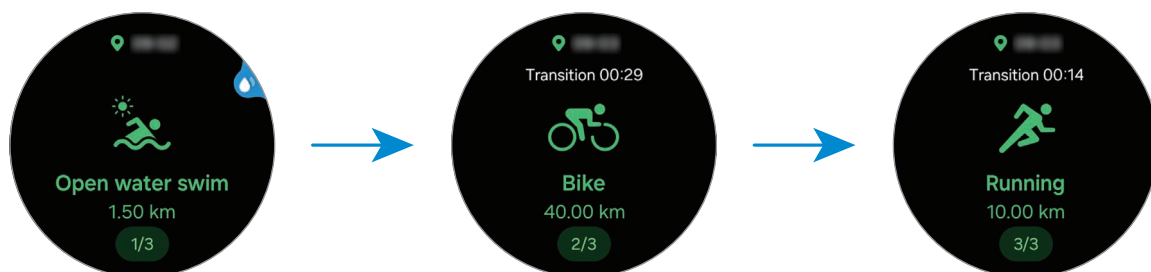 Open water swim
1.50 km
1/3
Transition 00:29
Bike
40.00 km
2/3
Transition 00:14
Running
10.00 km
3/3